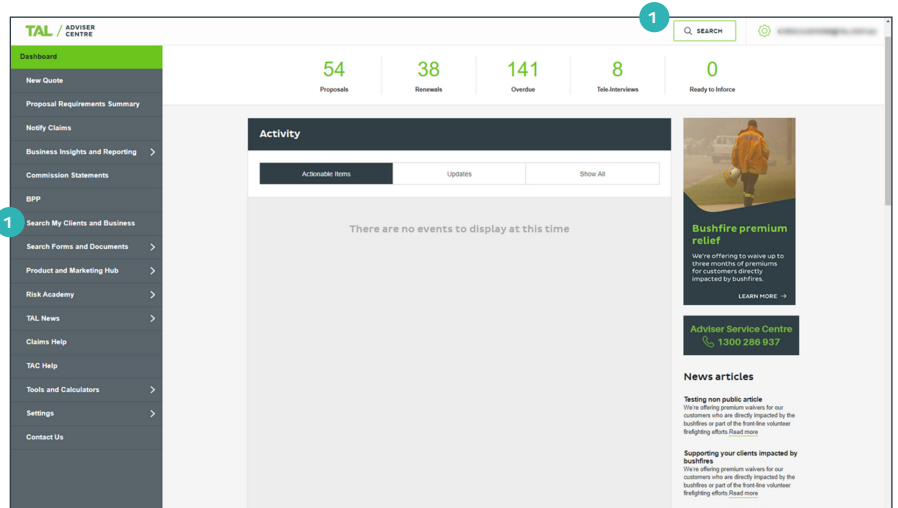 1
TAL / ADVISER
CENTRE
SEARCH
Dashboard
New Quote
Proposal Requirements Summary
Notify Claims
Business Insights and Reporting
Commission Statements
BPP
1
Search My Clients and Business
Search Forms and Documents
Product and Marketing Hub
Risk Academy
TAL News
Claims Help
TAC Help
Tools and Calculators
Settings
Contact Us
54 38 141 8 0
Proposals Renewals Overdue Tele-Interviews Ready to Inforce
Activity
Actionable Items Updates Show All
There are no events to display at this time
Bushfire premium
relief
We're offering to waive up to
three months of premiums
for customers directly
impacted by bushfires.
LEARN MORE →
Adviser Service Centre
1300 286 937
News articles
Testing non public article
We're offering premium waivers for our
customers who are directly impacted by the
bushfires or part of the front-line volunteer
firefighting efforts Read more
Supporting your clients impacted by
bushfires
We're offering premium waivers for our
customers who are directly impacted by the
bushfires or part of the front-line volunteer
firefighting efforts Read more